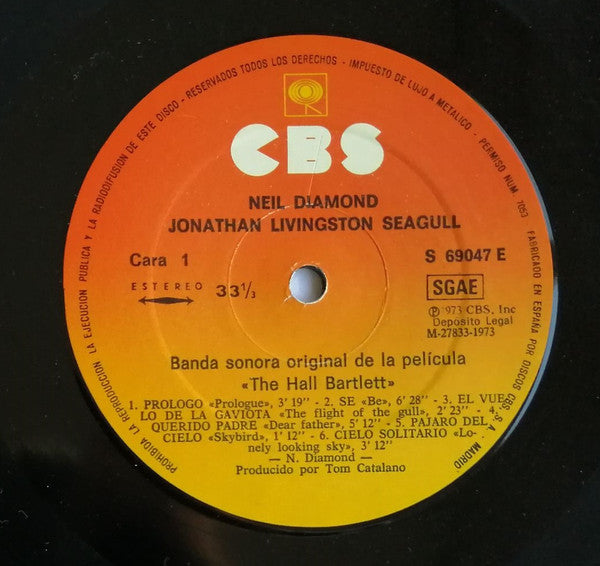 PROHIBIDA LA REPRODUCCION, LA EJECUCION PUBLICA Y LA RADIODIFUSION DE ESTE DISCO - RESERVADOS TODOS LOS DERECHOS - IMPUESTO DE LUJO A METALICO - PERMISO NUM. 7053
FABRICADO EN ESPAÑA POR DISCOS CBS, S. A. - MADRID
CBS
NEIL DIAMOND
JONATHAN LIVINGSTON SEAGULL
Cara 1
ESTEREO
33 1/3
S 69047 E
SGAE
Ⓟ 1973 CBS, Inc
Depósito Legal
M-27833-1973
Banda sonora original de la película
«The Hall Bartlett»
1. PROLOGO «Prologue», 3' 19'' - 2. SE «Be», 6' 28'' - 3. EL VUE-
LO DE LA GAVIOTA «The flight of the gull», 2' 23'' - 4.
QUERIDO PADRE «Dear father», 5' 12'' - 5. PAJARO DEL
CIELO «Skybird», 1' 12'' - 6. CIELO SOLITARIO «Lo-
nely looking sky», 3' 12''
— N. Diamond —
Producido por Tom Catalano